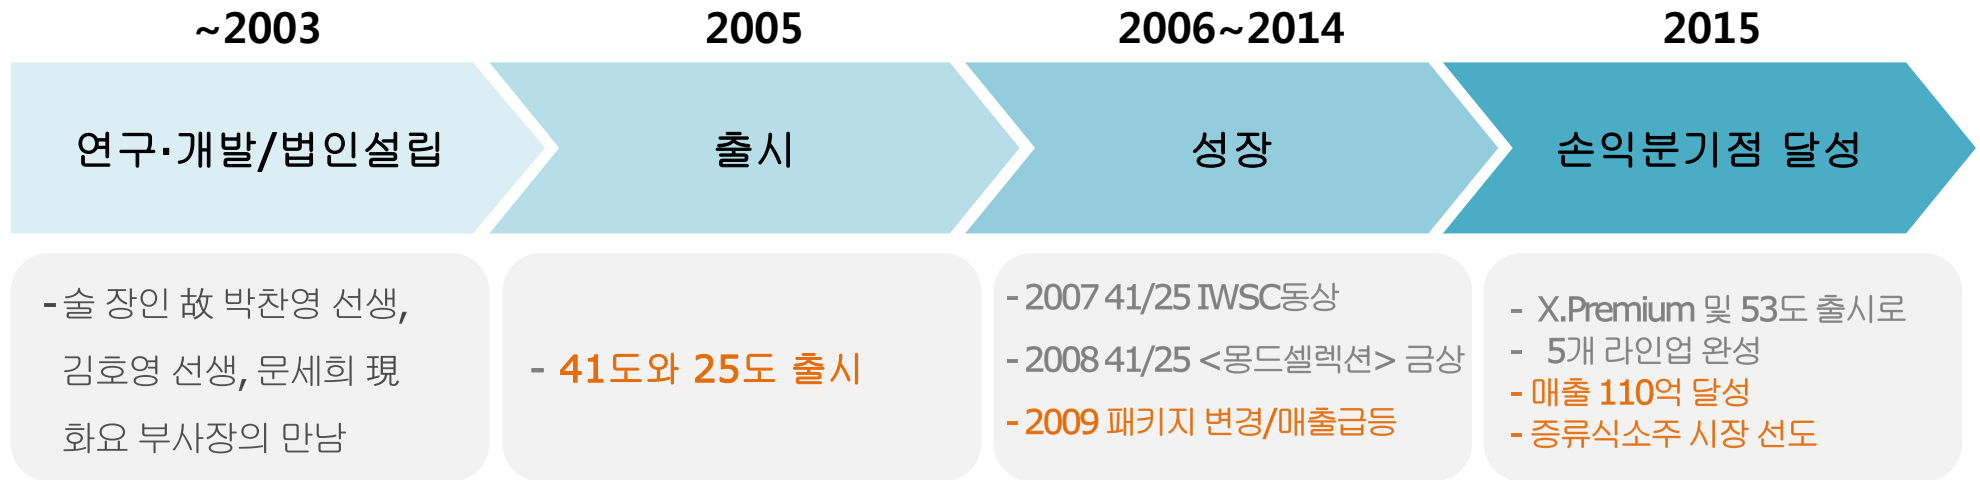 ~2003
연구·개발/법인설립
- 술 장인 故 박찬영 선생,
김호영 선생, 문세희 現
화요 부사장의 만남
2005
출시
- 41도와 25도 출시
2006~2014
성장
- 2007 41/25 IWSC동상
- 2008 41/25 <몽드셀렉션> 금상
- 2009 패키지 변경/매출급등
2015
손익분기점 달성
- X.Premium 및 53도 출시로
- 5개 라인업 완성
- 매출 110억 달성
- 증류식소주 시장 선도